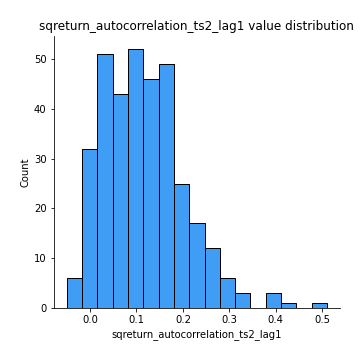 sqreturn_autocorrelation_ts2_lag1 value distribution
50
40
30
20
10
0
Count
0.0 0.1 0.2 0.3 0.4 0.5
sqreturn_autocorrelation_ts2_lag1